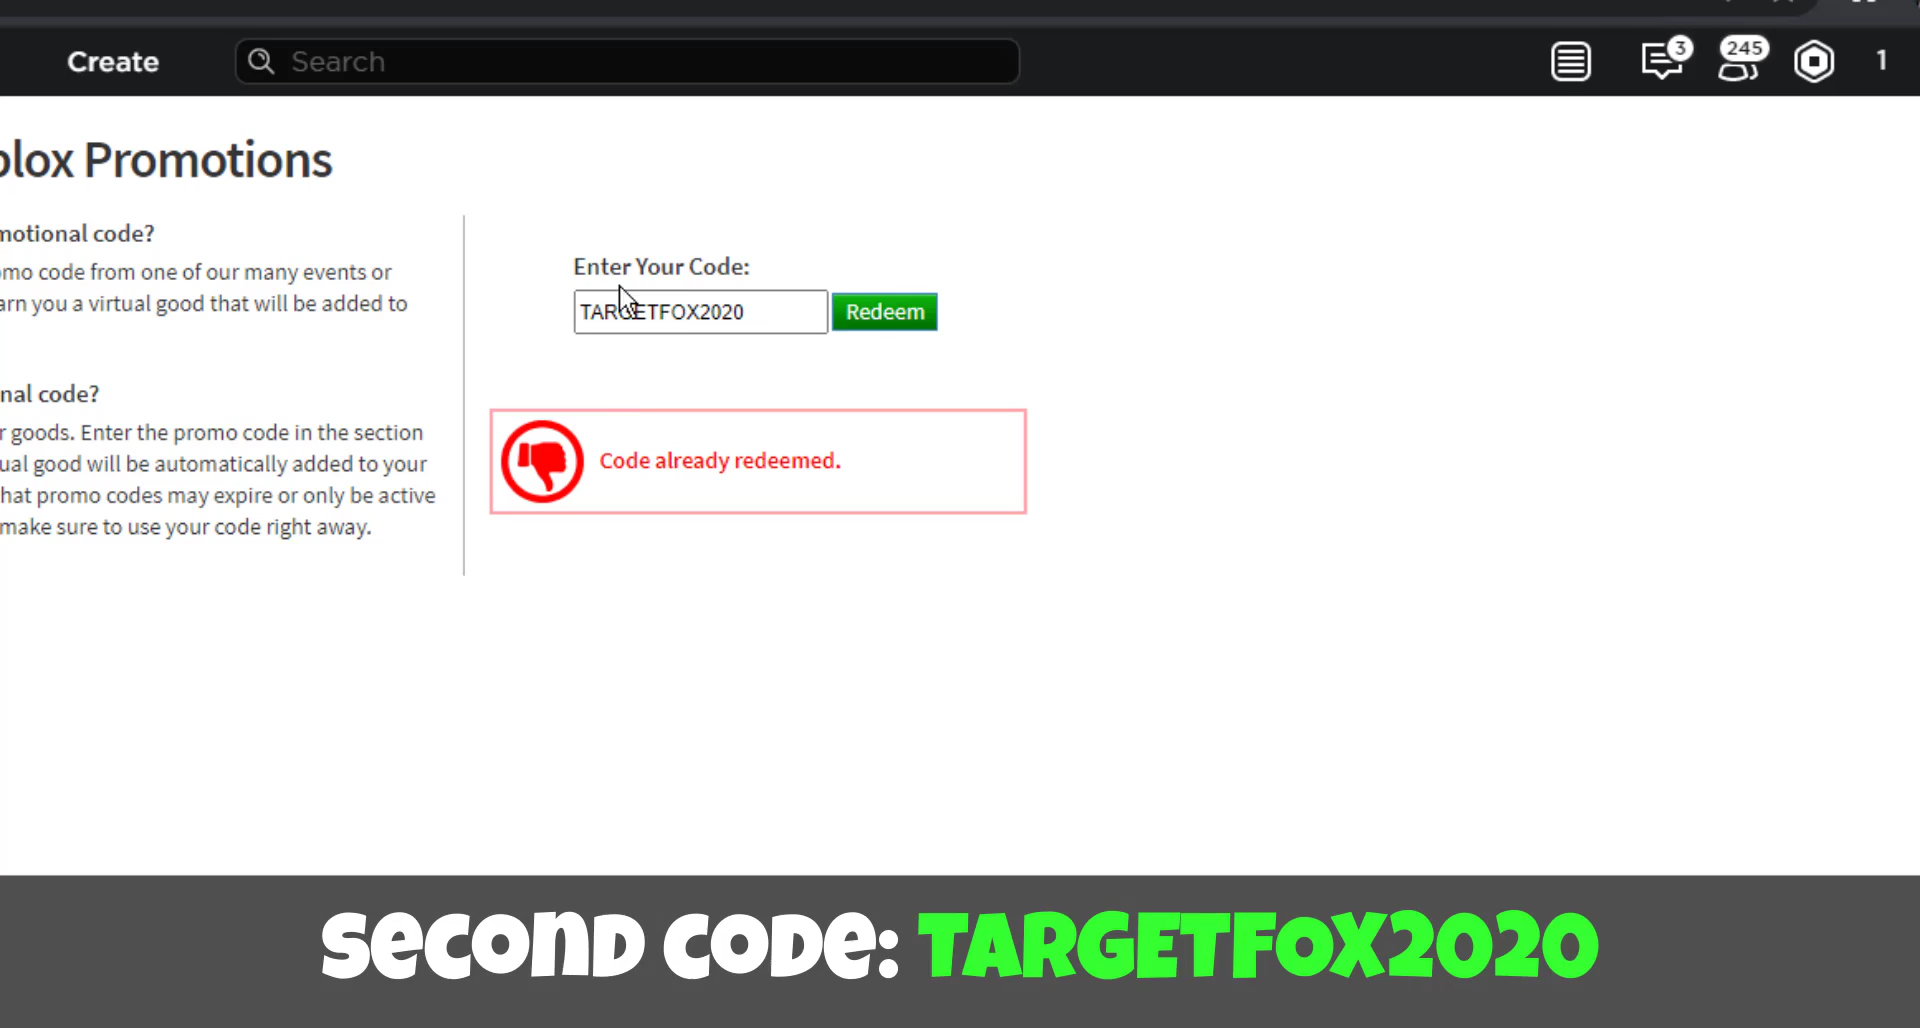 Create
Search
3
245
1
blox Promotions
motional code?
omo code from one of our many events or
arn you a virtual good that will be added to
nal code?
r goods. Enter the promo code in the section
ual good will be automatically added to your
hat promo codes may expire or only be active
make sure to use your code right away.
Enter Your Code:
TARGETFOX2020
Redeem
Code already redeemed.
SECOND CODE: TARGETFOX2020